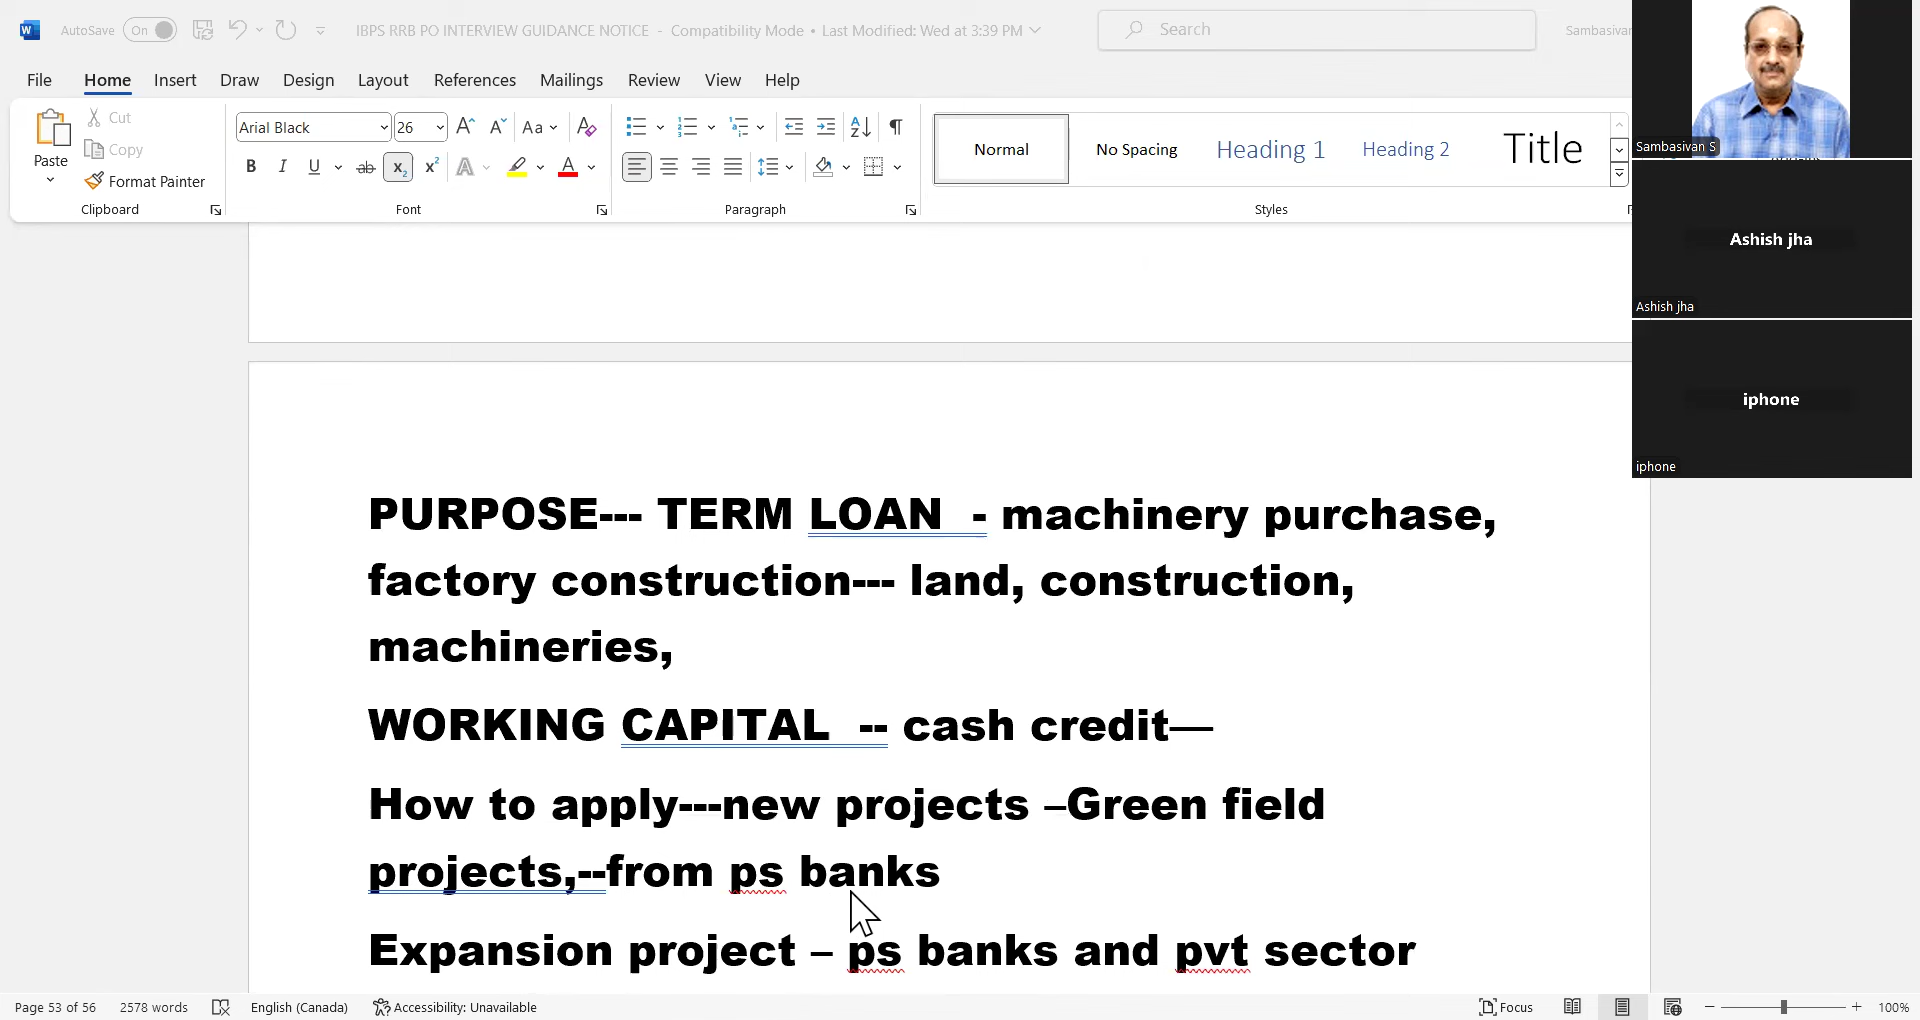 AutoSave On IBPS RRB PO INTERVIEW GUIDANCE NOTICE - Compatibility Mode • Last Modified: Wed at 3:39 PM Search Sambasivan
File Home Insert Draw Design Layout References Mailings Review View Help
Paste Cut Copy Format Painter
Clipboard
Arial Black 26 Aa
B I U ab x₂ x² A A
Font
Paragraph
Normal No Spacing Heading 1 Heading 2 Title
Styles
Sambasivan S
Ashish jha
Ashish jha
iphone
iphone
PURPOSE--- TERM LOAN - machinery purchase,
factory construction--- land, construction,
machineries,
WORKING CAPITAL -- cash credit—
How to apply---new projects –Green field
projects,--from ps banks
Expansion project – ps banks and pvt sector
Page 53 of 56 2578 words English (Canada) Accessibility: Unavailable Focus 100%